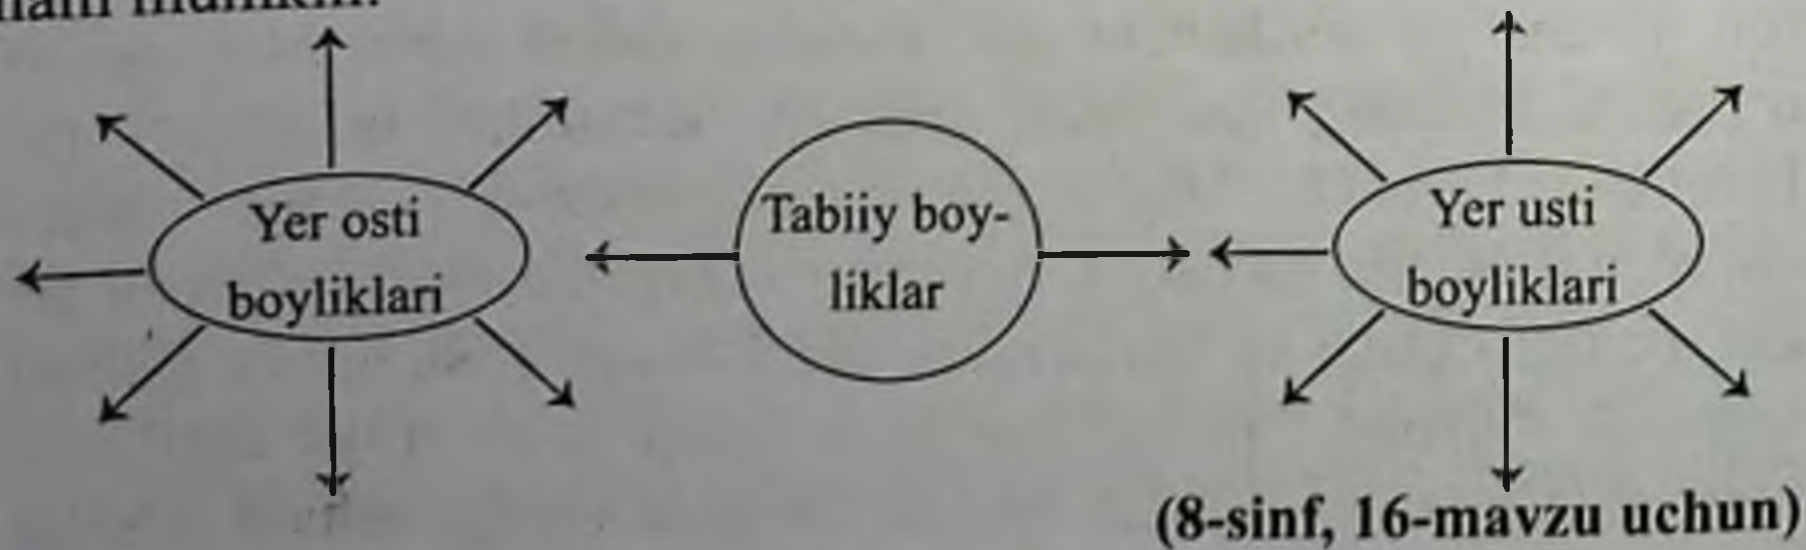 Yer osti
boyliklari
Tabiiy boy-
liklar
Yer usti
boyliklari
(8-sinf, 16-mavzu uchun)